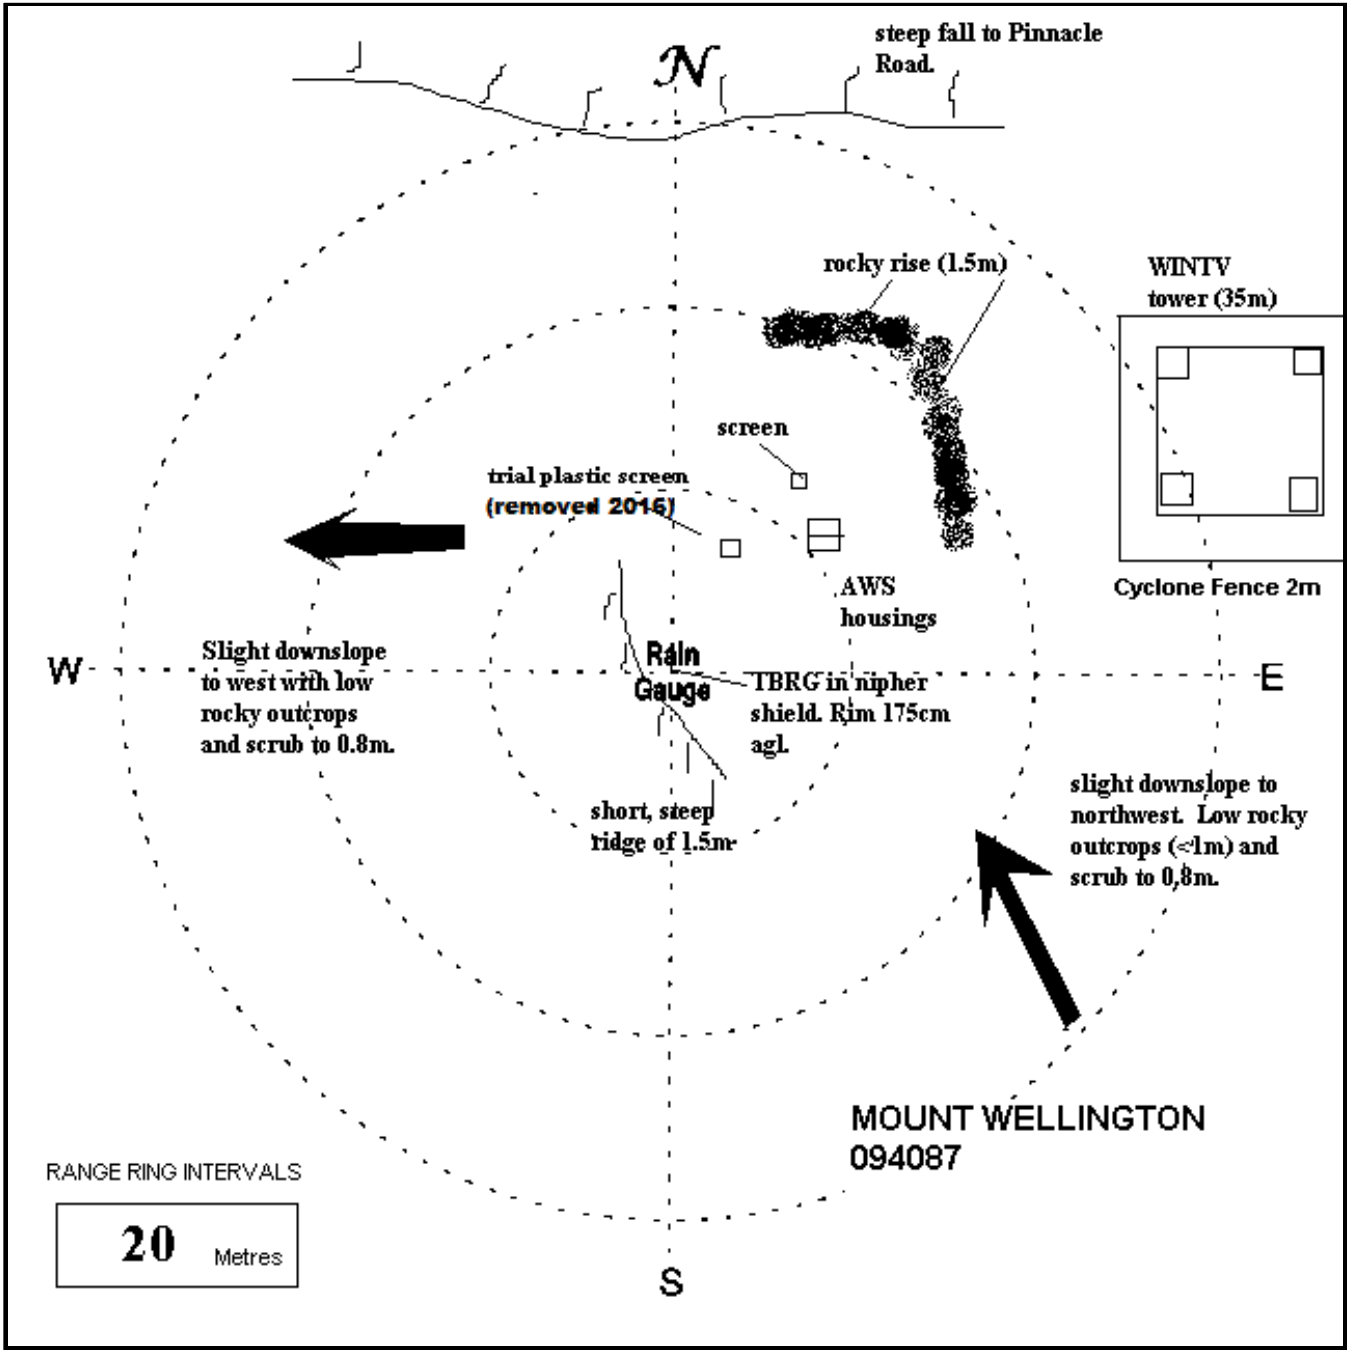 steep fall to Pinnacle
Road.
N
rocky rise (1.5m)
WINTV
tower (35m)
screen
trial plastic screen
(removed 2016)
Cyclone Fence 2m
AWS
housings
W
Slight downslope
to west with low
rocky outcrops
and scrub to 0.8m.
Rain
Gauge
TBRG in nipher
shield. Rim 175cm
agl.
E
short, steep
ridge of 1.5m
slight downslope to
northwest. Low rocky
outcrops (<1m) and
scrub to 0,8m.
MOUNT WELLINGTON
094087
RANGE RING INTERVALS
20 Metres
S